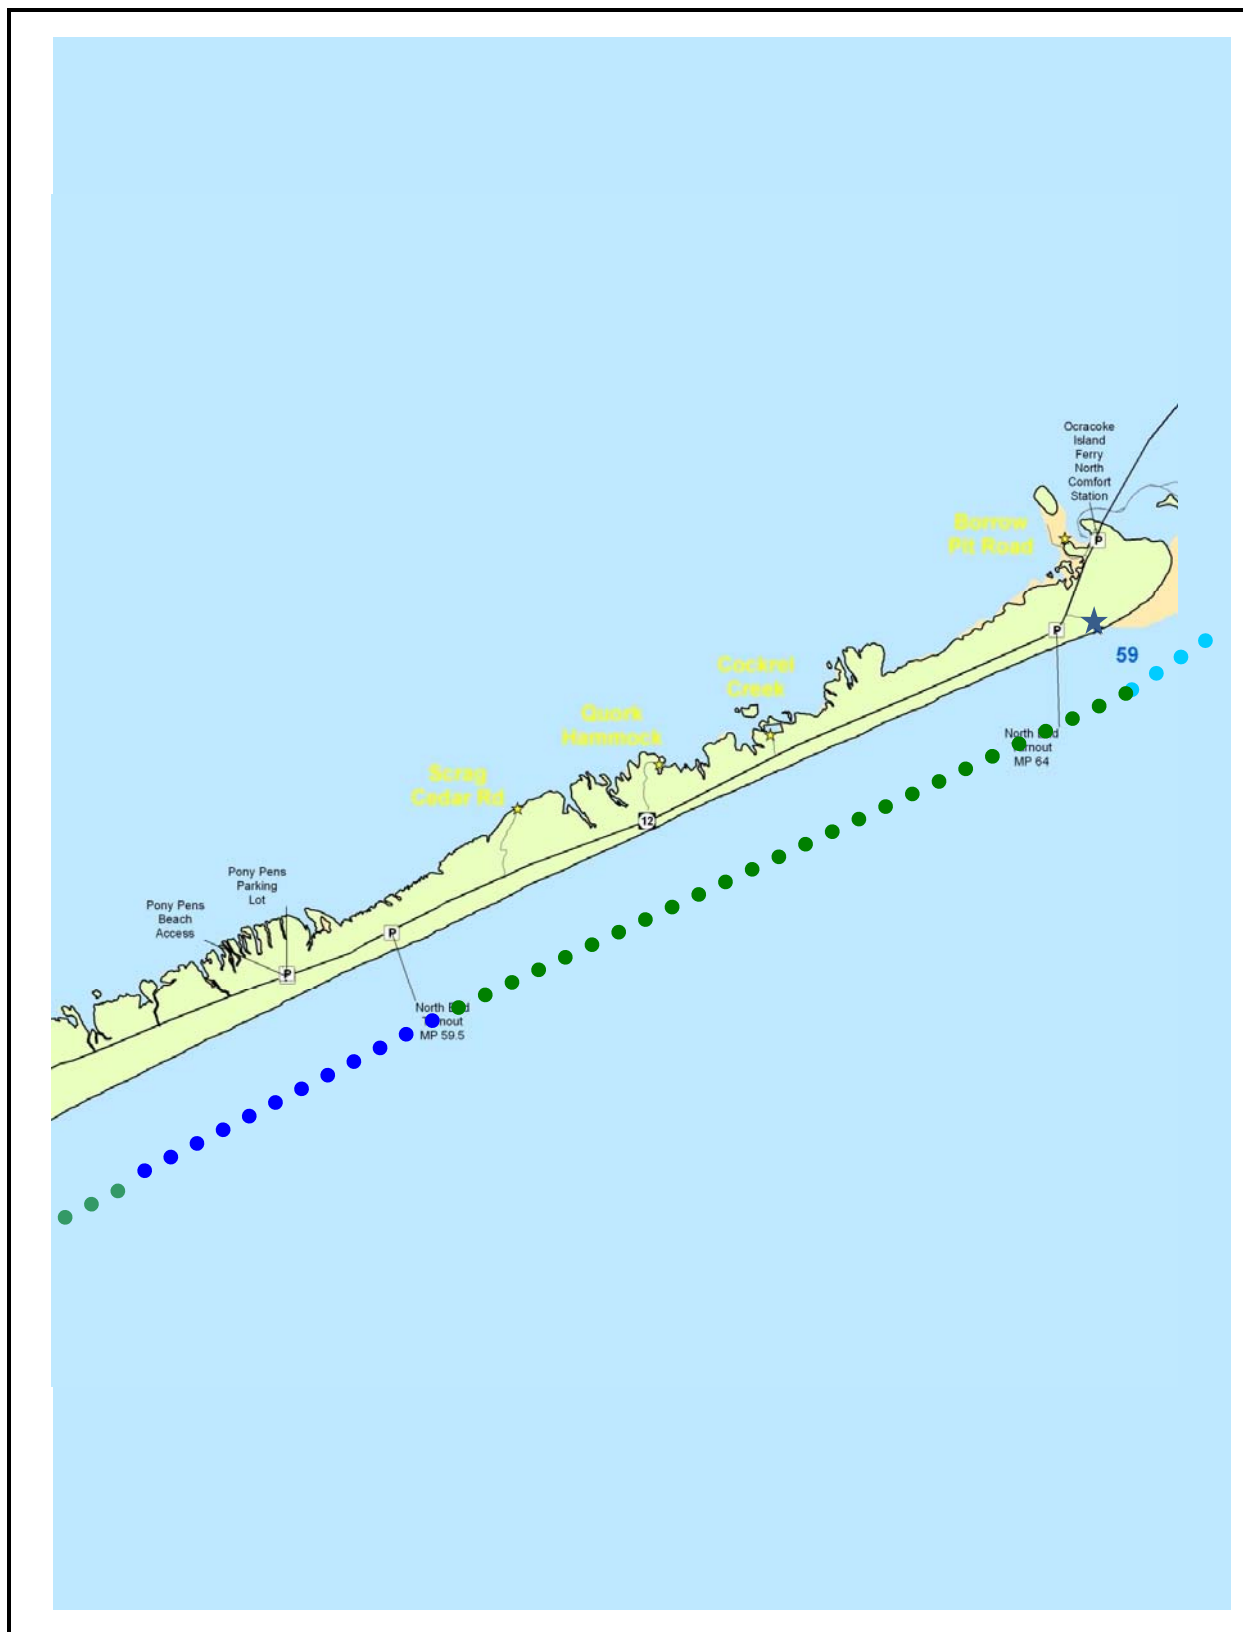 Ocracoke
Island
Ferry
North
Comfort
Station
P
Borrow
Pit Road
P
59
Cockrel
Creek
Quork
Hammock
North End
Turnout
MP 64
Scrag
Cedar Rd
12
Pony Pens
Parking
Lot
Pony Pens
Beach
Access
P
P
North End
Turnout
MP 59.5